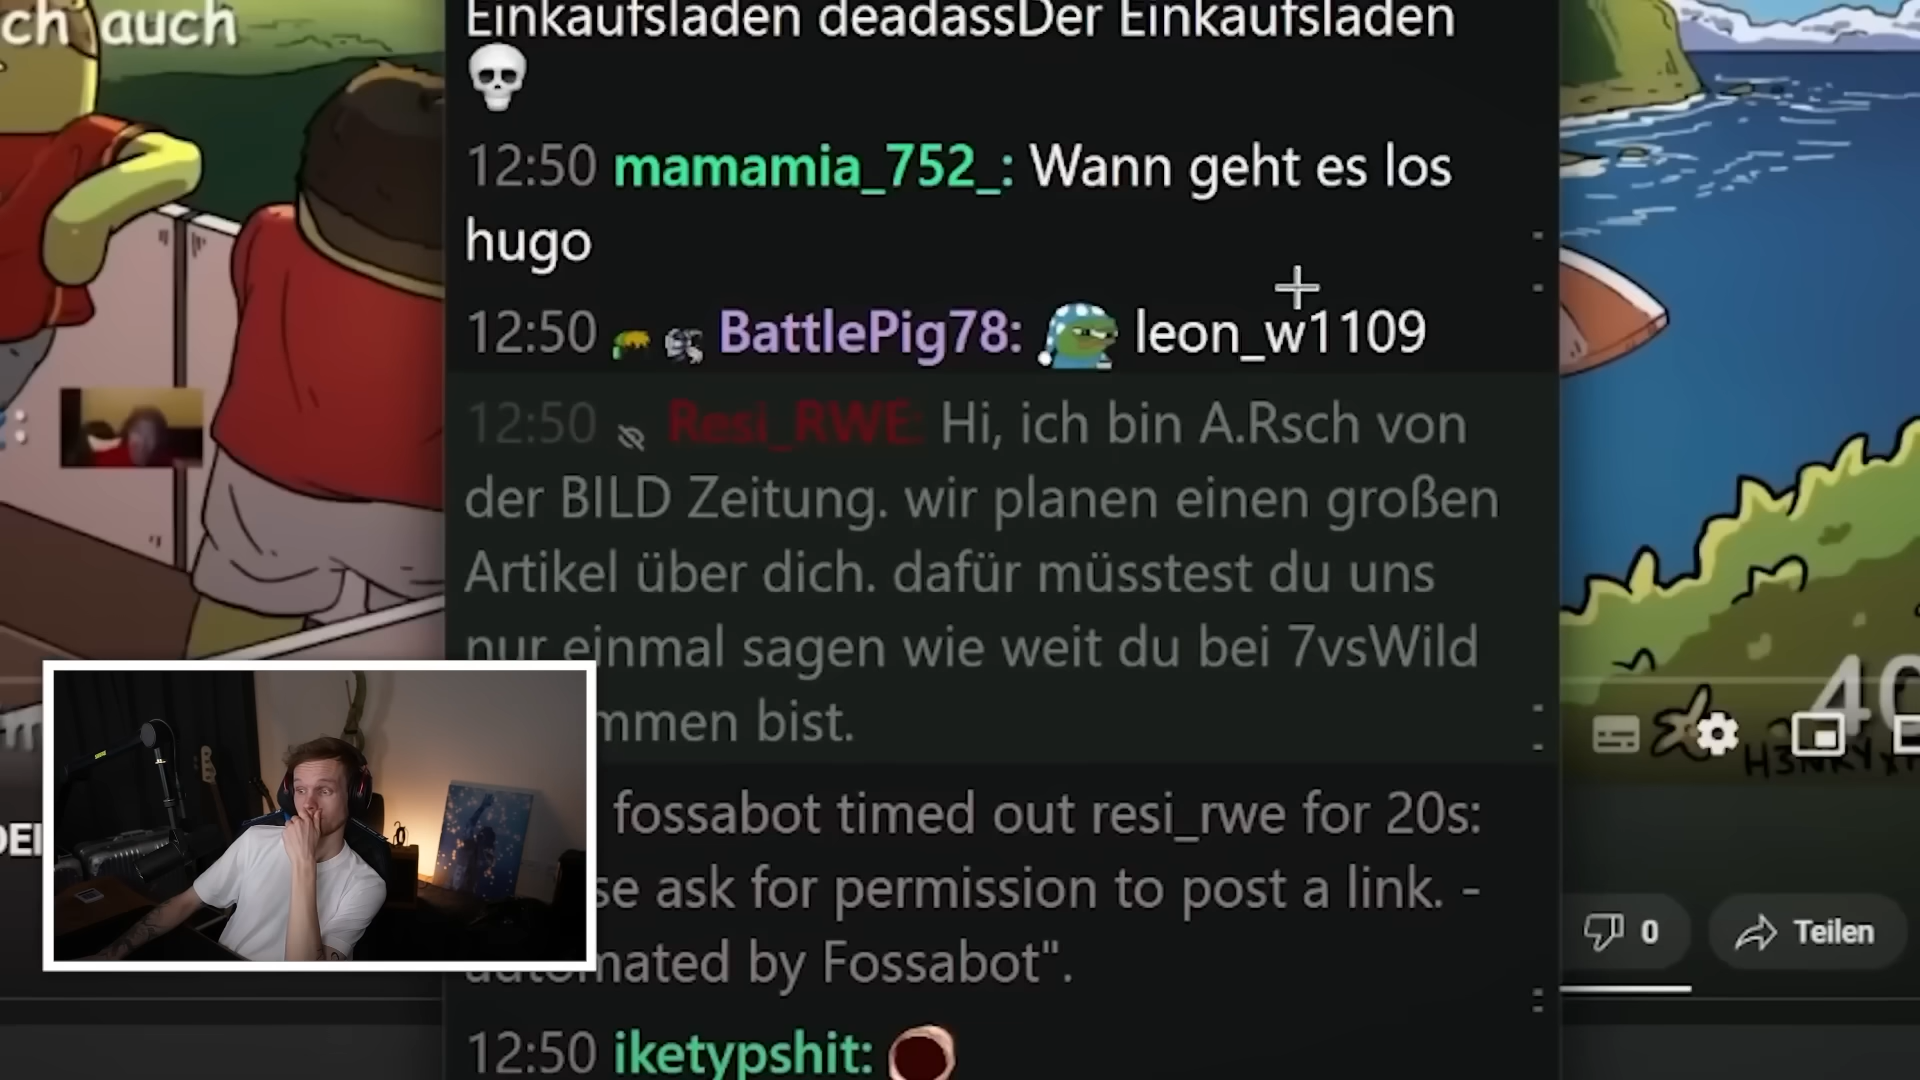 ch auch
Einkaufsladen deadassDer Einkaufsladen
12:50 mamamia_752_: Wann geht es los
hugo
12:50 BattlePig78: leon_w1109
12:50 Resi_RWE: Hi, ich bin A.Rsch von
der BILD Zeitung. wir planen einen großen
Artikel über dich. dafür müsstest du uns
nur einmal sagen wie weit du bei 7vsWild
mmen bist.
fossabot timed out resi_rwe for 20s:
se ask for permission to post a link. -
automated by Fossabot".
12:50 iketypshit:
40
0
Teilen